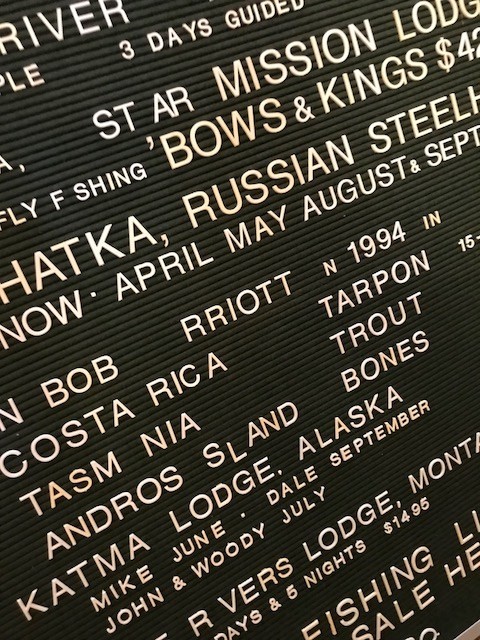 RIVER
3 DAYS GUIDED
PLE
ST AR MISSION LODG
A, 'BOWS & KINGS $42
FLY F SHING
HATKA, RUSSIAN STEELH
NOW · APRIL MAY AUGUST & SEPT
N BOB RRIOTT N 1994 IN
COSTA RICA TARPON 15-
TASM NIA TROUT
ANDROS SLAND BONES
KATMA LODGE, ALASKA
MIKE JUNE · DALE SEPTEMBER
JOHN & WOODY JULY
E R VERS LODGE, MONTA
DAYS & 5 NIGHTS $1495
FISHING LI
SALE HE